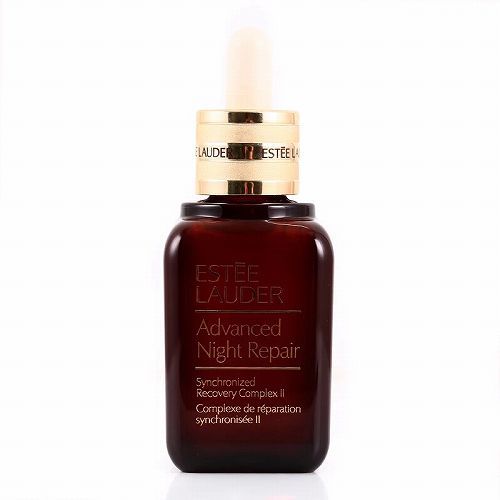 E LAUDER ESTĒE LA
ESTĒE
LAUDER
Advanced
Night Repair
Synchronized
Recovery Complex II
Complexe de réparation
synchronisée II